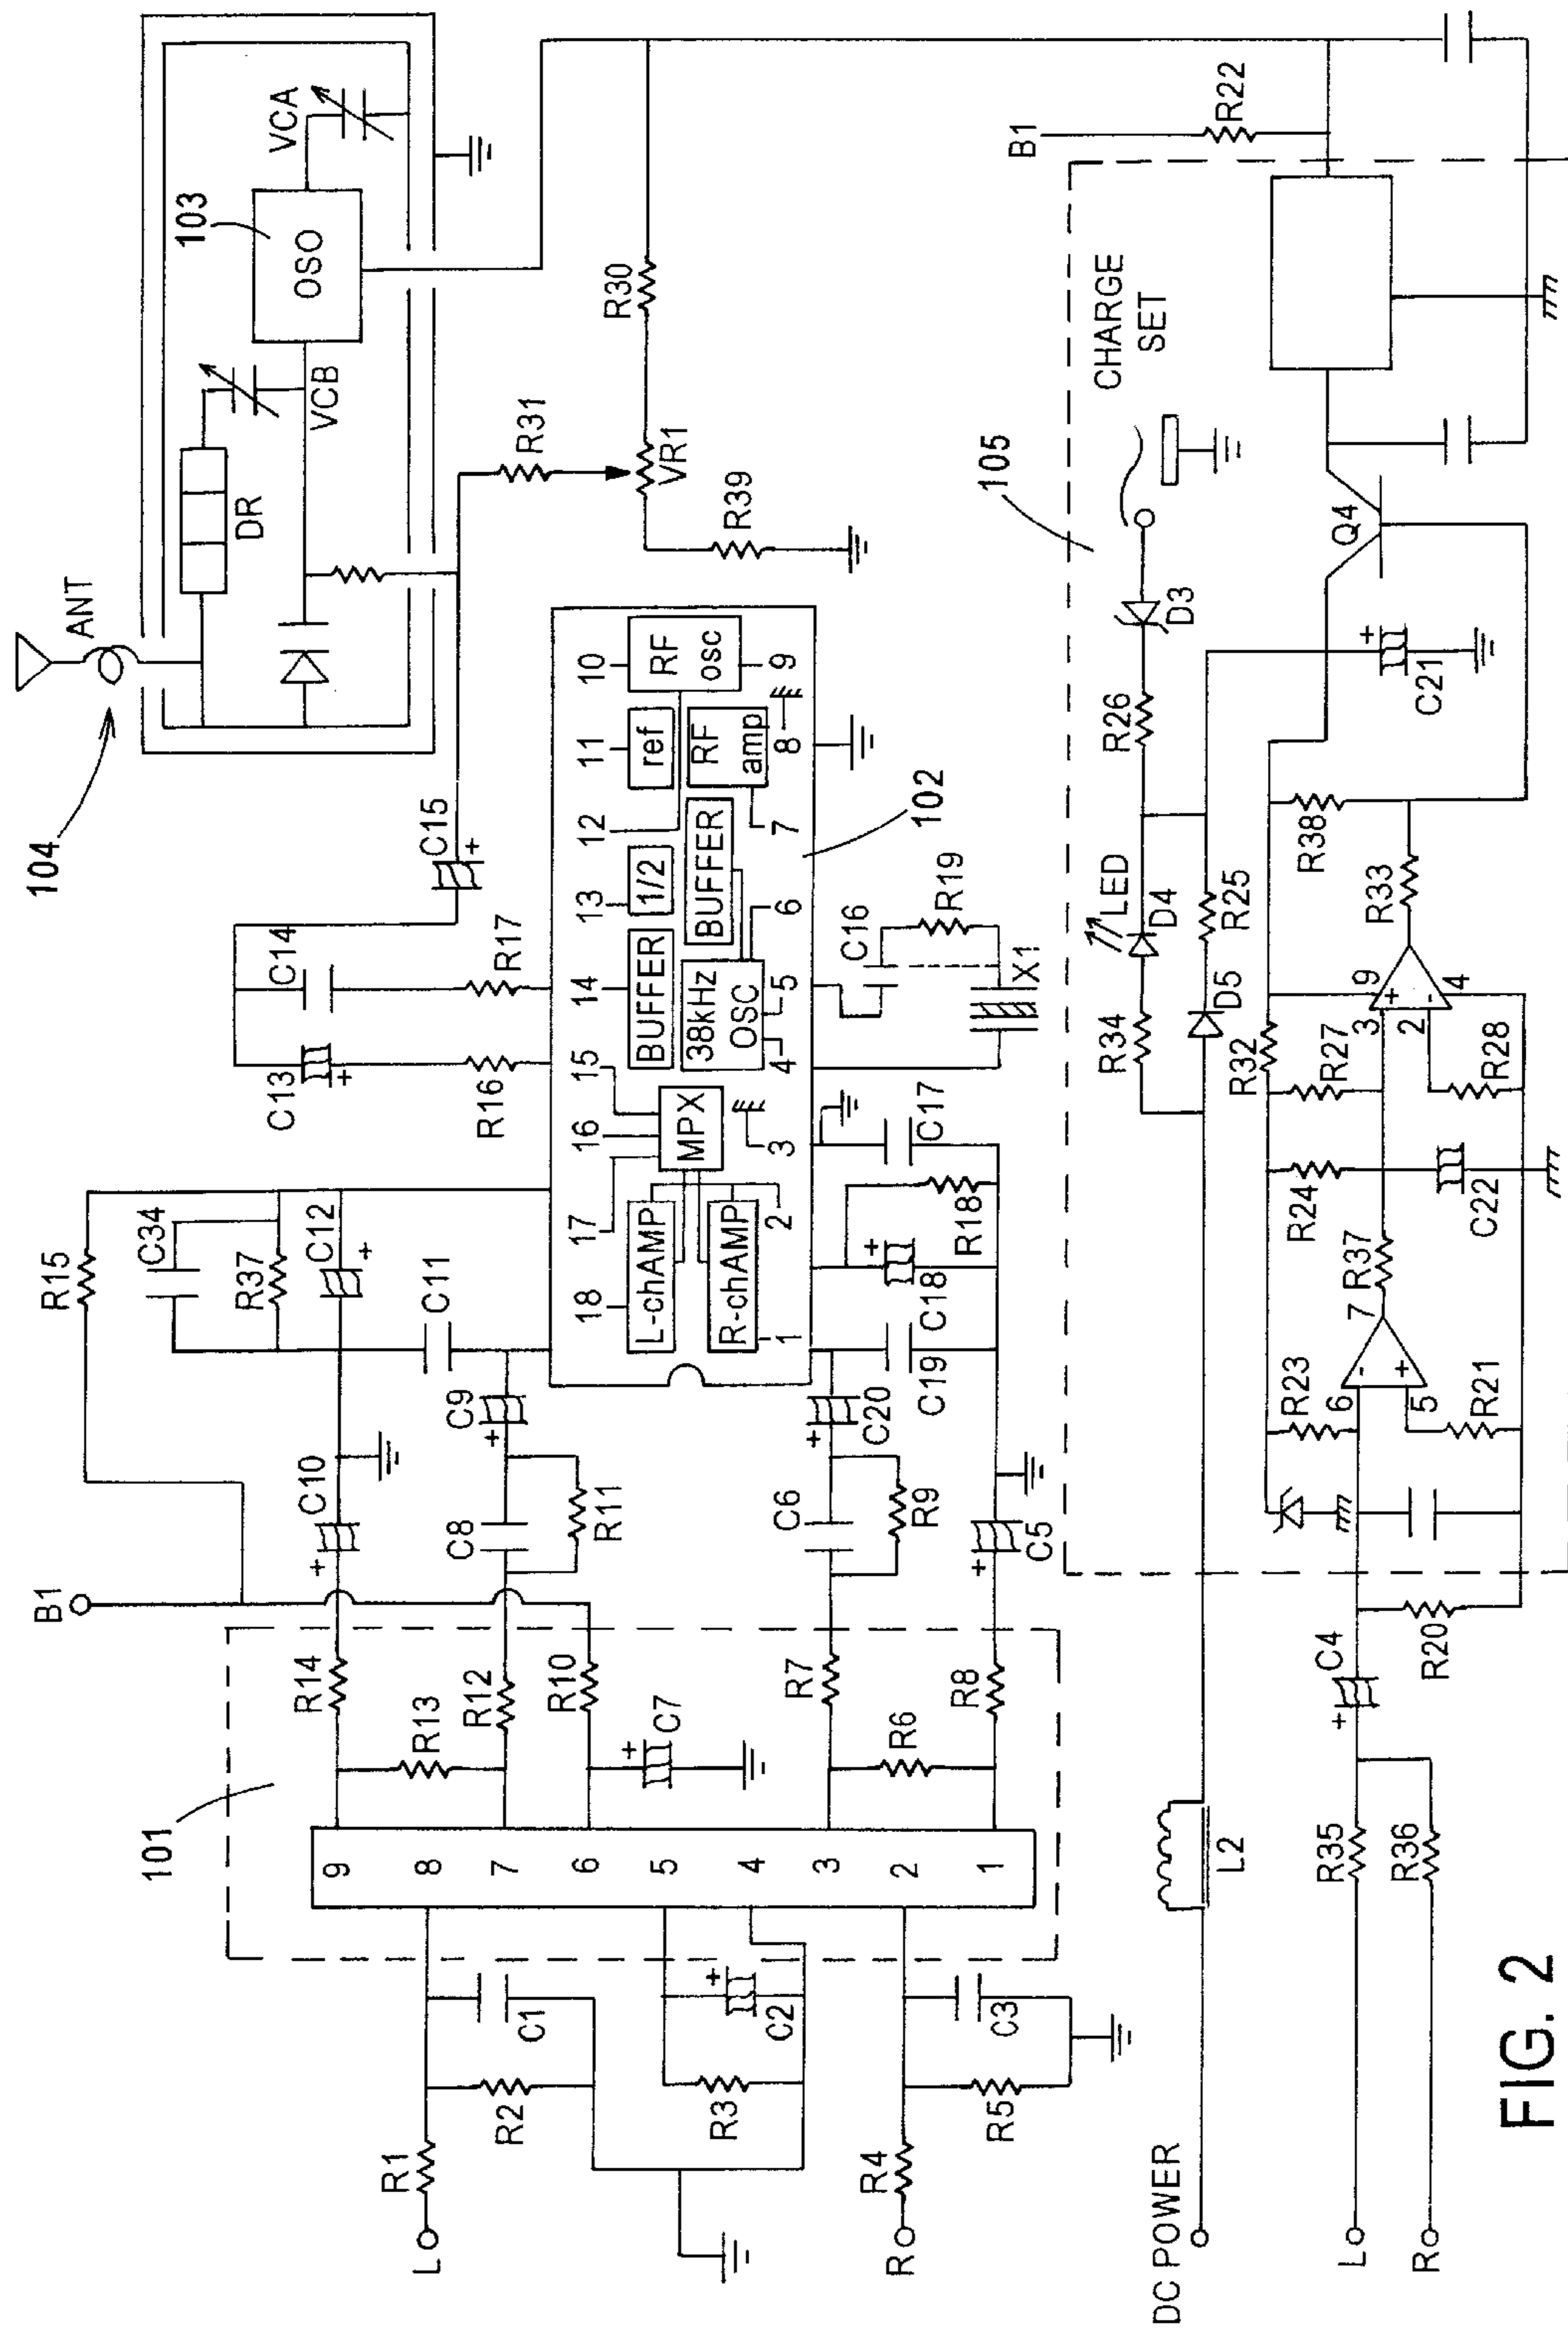 FIG. 2
101
102
103
104
105
L
R1
R2
C1
R3
C2
R
R4
R5
C3
9
8
7
6
5
4
3
2
1
R14
R13
R12
R10
C7
R7
R6
R8
B1
R15
C34
R37
C10
C12
C11
C8
R11
C9
C6
R9
C20
C5
C19
C18
R18
C17
C13
C14
R16
R17
C15
18
17
16
15
14
13
12
11
10
L-chAMP
R-chAMP
MPX
BUFFER
38kHz
OSC
BUFFER
1/2
ref
RF
amp
RF
osc
1
2
3
4
5
6
7
8
9
C16
R19
X1
ANT
DR
VCB
OSO
VCA
R31
R30
VR1
R39
B1
R22
CHARGE
SET
DC POWER
L2
R34
LED
D4
R26
D3
D5
R25
L
R35
R
R36
C4
R20
R23
6
-
5
+
7
R21
R37
R24
C22
R32
R27
3
+
9
2
-
4
R28
R33
R38
C21
Q4